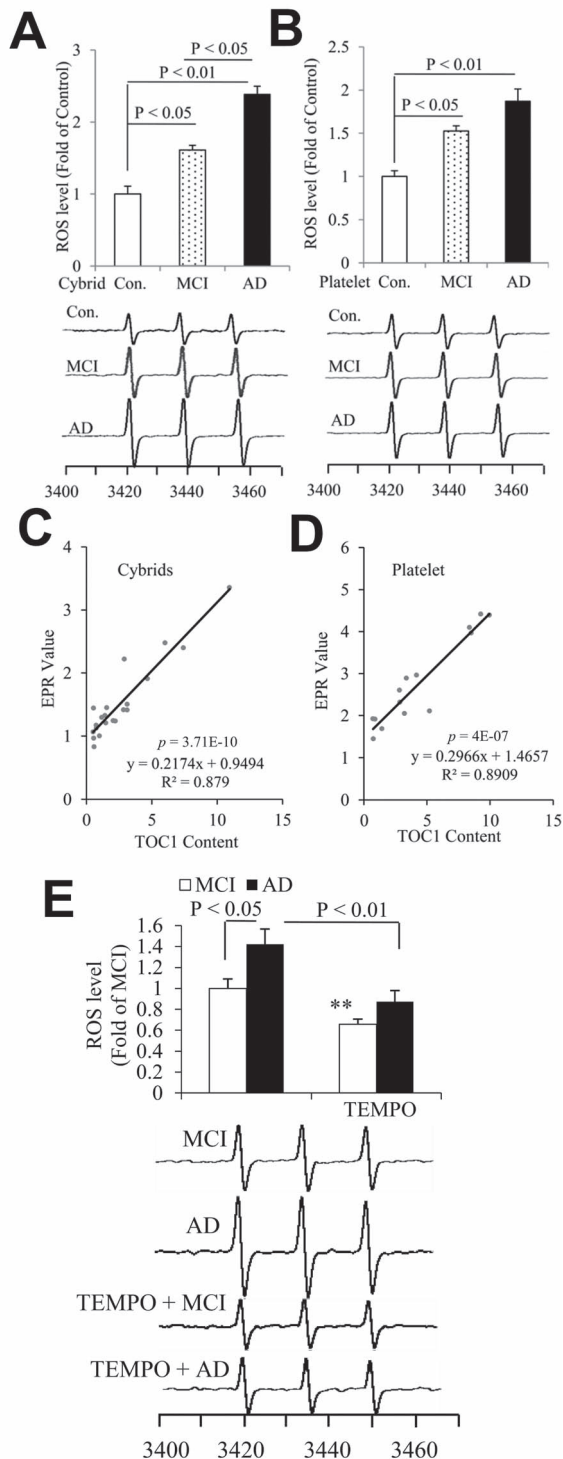 A
B
3
2
1
0
ROS level (Fold of Control)
P < 0.05
P < 0.01
P < 0.05
Cybrid Con. MCI AD
2.5
2
1.5
1
0.5
0
ROS level (Fold of Control)
P < 0.01
P < 0.05
Platelet Con. MCI AD
Con.
MCI
AD
3400 3420 3440 3460
Con.
MCI
AD
3400 3420 3440 3460
C
D
4
3
2
1
0
EPR Value
Cybrids
p = 3.71E-10
y = 0.2174x + 0.9494
R² = 0.879
0 5 10 15
TOC1 Content
6
5
4
3
2
1
0
EPR Value
Platelet
p = 4E-07
y = 0.2966x + 1.4657
R² = 0.8909
0 5 10 15
TOC1 Content
E
MCI AD
P < 0.05 P < 0.01
1.6
1.4
1.2
1
0.8
0.6
0.4
0.2
0
ROS level
(Fold of MCI)
**
TEMPO
MCI
AD
TEMPO + MCI
TEMPO + AD
3400 3420 3440 3460